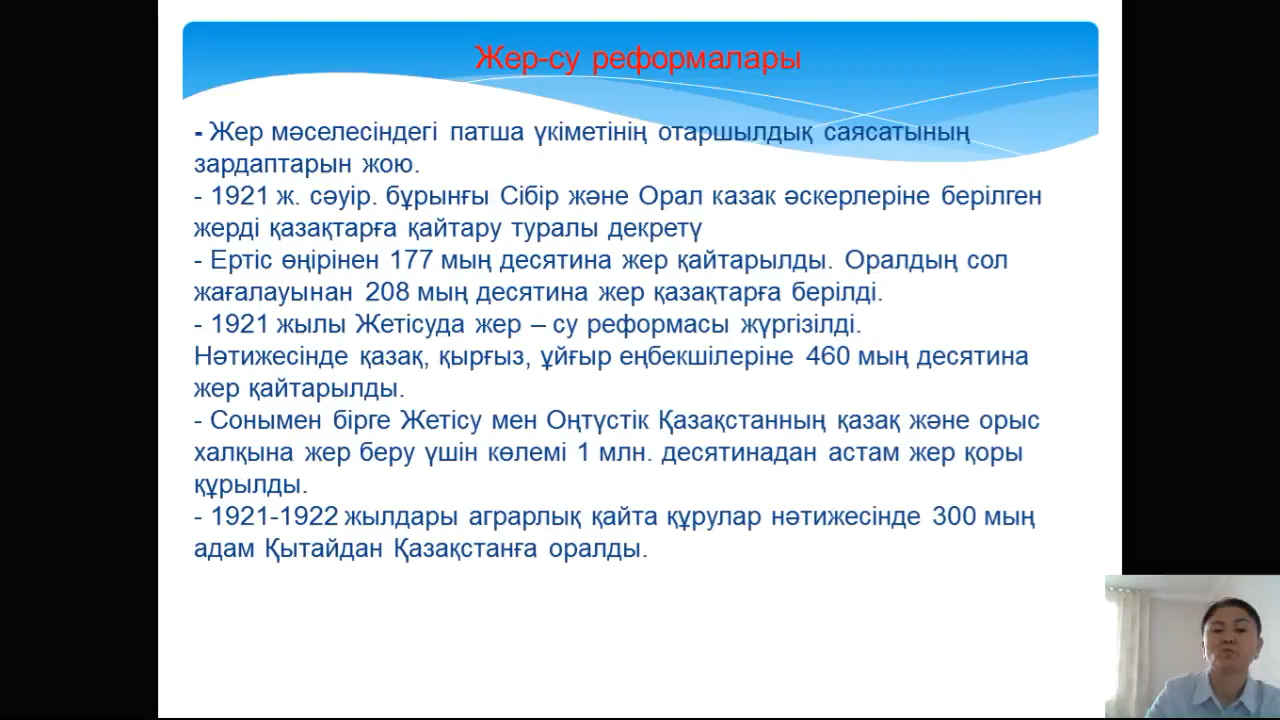 Жер-су реформалары
- Жер мәселесіндегі патша үкіметінің отаршылдық саясатының
зардаптарын жою.
- 1921 ж. сәуір. бұрынғы Сібір және Орал казак әскерлеріне берілген
жерді қазақтарға қайтару туралы декретү
- Ертіс өңірінен 177 мың десятина жер қайтарылды. Оралдың сол
жағалауынан 208 мың десятина жер қазақтарға берілді.
- 1921 жылы Жетісуда жер – су реформасы жүргізілді.
Нәтижесінде қазақ, қырғыз, ұйғыр еңбекшілеріне 460 мың десятина
жер қайтарылды.
- Сонымен бірге Жетісу мен Оңтүстік Қазақстанның қазақ және орыс
халқына жер беру үшін көлемі 1 млн. десятинадан астам жер қоры
құрылды.
- 1921-1922 жылдары аграрлық қайта құрулар нәтижесінде 300 мың
адам Қытайдан Қазақстанға оралды.